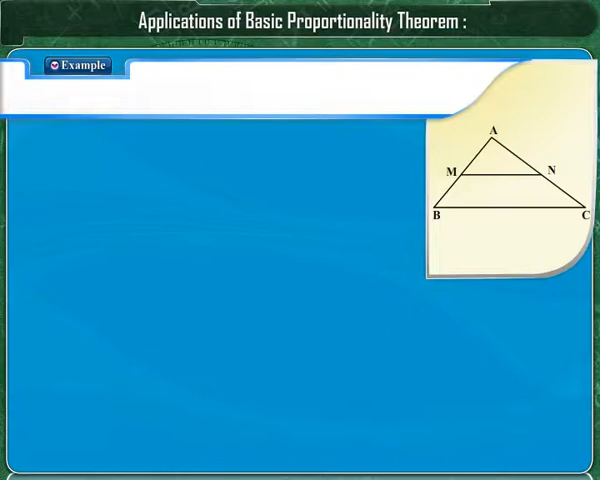 Applications of Basic Proportionality Theorem :
Example
A
M N
B C